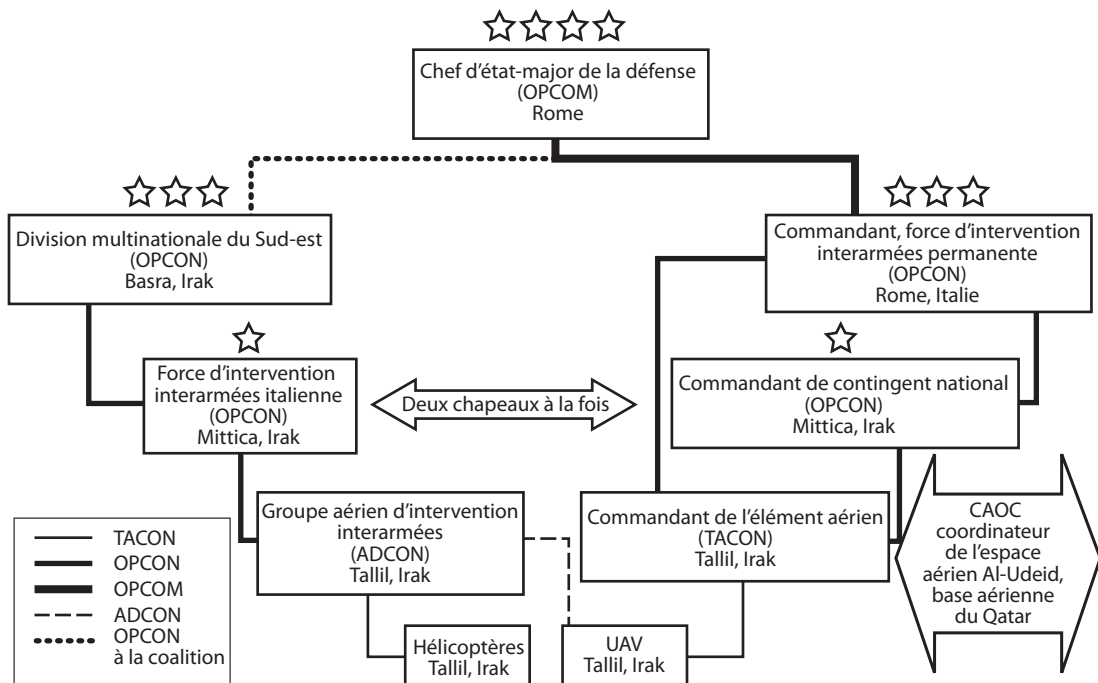 Chef d'état-major de la défense
(OPCOM)
Rome
Division multinationale du Sud-est
(OPCON)
Basra, Irak
Commandant, force d'intervention
interarmées permanente
(OPCON)
Rome, Italie
Force d'intervention
interarmées italienne
(OPCON)
Mittica, Irak
Deux chapeaux à la fois
Commandant de contingent national
(OPCON)
Mittica, Irak
Groupe aérien d'intervention
interarmées
(ADCON)
Tallil, Irak
Commandant de l'élément aérien
(TACON)
Tallil, Irak
CAOC
coordinateur
de l'espace
aérien Al-Udeid,
base aérienne
du Qatar
TACON
OPCON
OPCOM
ADCON
OPCON
à la coalition
Hélicoptères
Tallil, Irak
UAV
Tallil, Irak